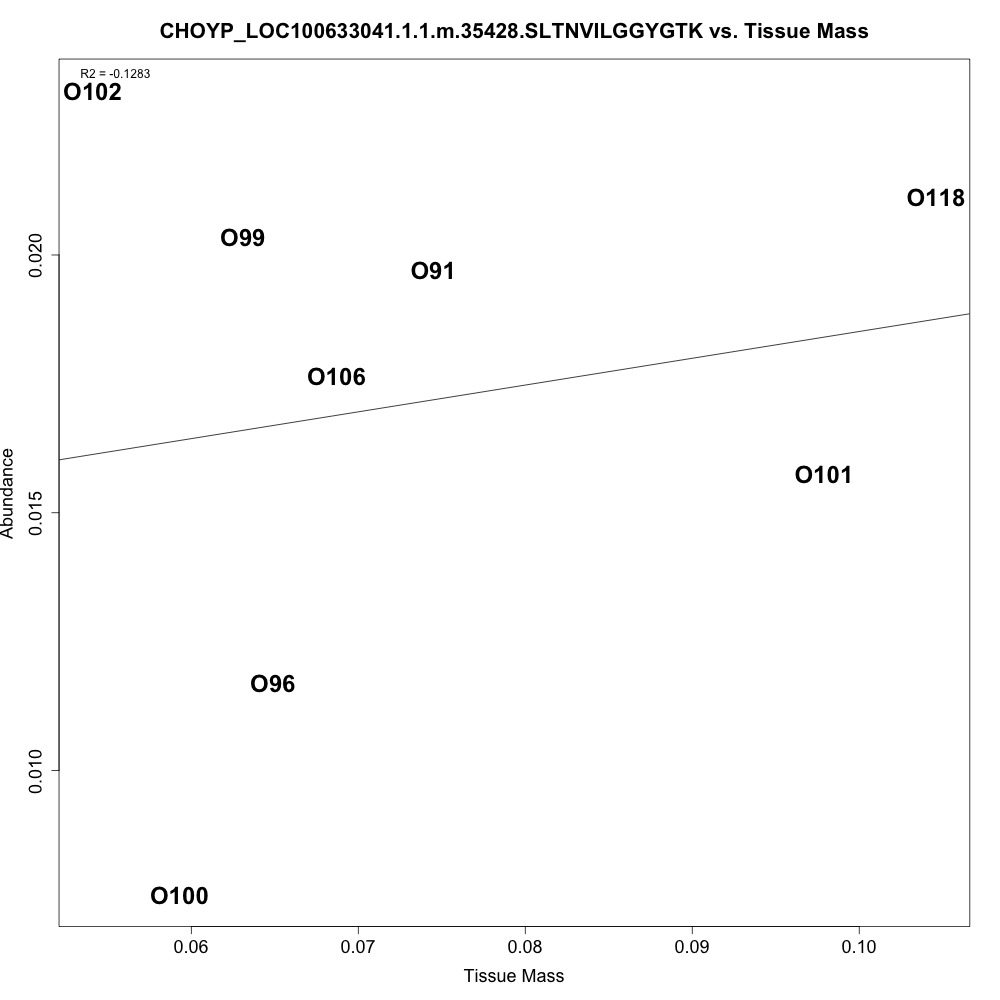 CHOYP_LOC100633041.1.1.m.35428.SLTNVILGGYGTK vs. Tissue Mass
R2 = -0.1283
O102
O118
O99
O91
O106
O101
O96
O100
Abundance
0.020
0.015
0.010
0.06 0.07 0.08 0.09 0.10
Tissue Mass